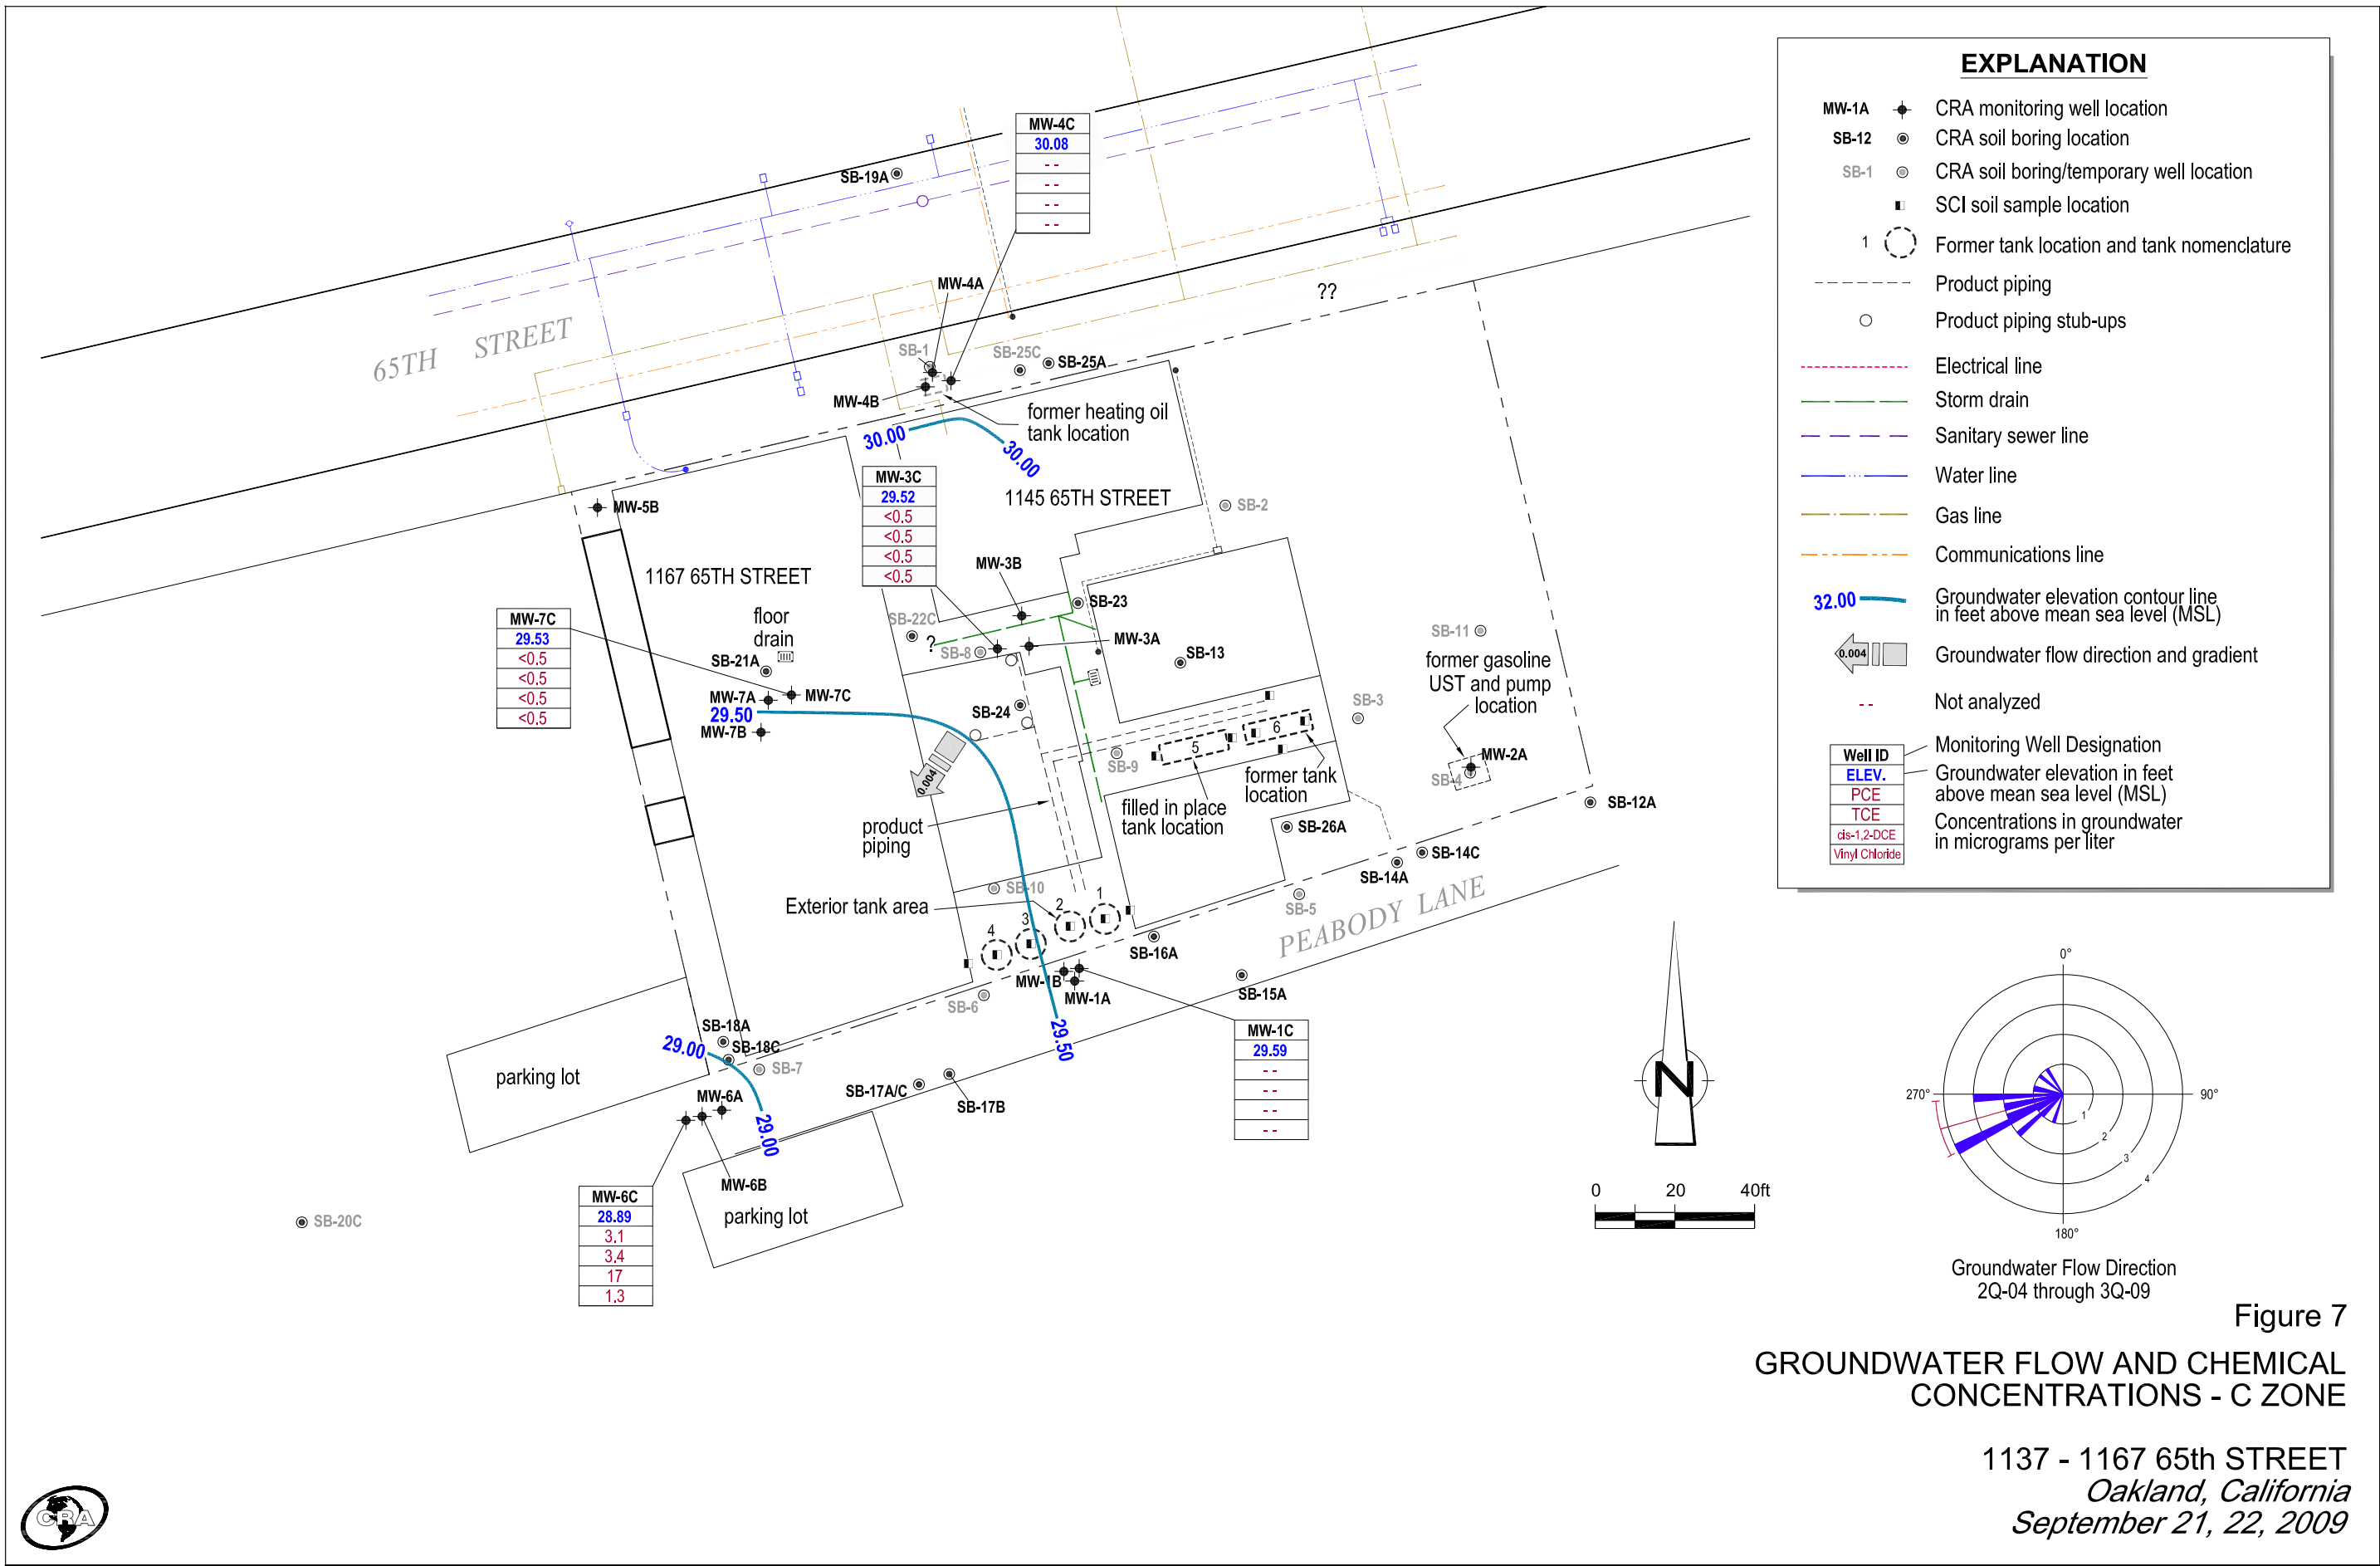 MW-4C
30.08
- -
- -
- -
- -
SB-19A
65TH STREET
MW-4A
SB-1
SB-25C
SB-25A
??
MW-4B
former heating oil
tank location
30.00
30.00
MW-3C
29.52
<0.5
<0.5
<0.5
<0.5
1145 65TH STREET
SB-2
MW-5B
MW-3B
1167 65TH STREET
SB-23
MW-7C
29.53
<0.5
<0.5
<0.5
<0.5
floor
drain
SB-22C
?
SB-8
MW-3A
SB-11
SB-21A
SB-13
former gasoline
UST and pump
location
MW-7A
MW-7C
29.50
MW-7B
SB-24
SB-3
5
6
MW-2A
SB-9
SB-4
0.004
former tank
location
filled in place
tank location
SB-12A
product
piping
SB-26A
SB-14C
SB-14A
SB-10
Exterior tank area
1
2
3
4
SB-5
PEABODY LANE
SB-16A
MW-1B
MW-1A
SB-15A
SB-6
29.50
MW-1C
29.59
- -
- -
- -
- -
SB-18A
29.00
SB-18C
SB-7
parking lot
SB-17A/C
SB-17B
MW-6A
29.00
MW-6B
MW-6C
28.89
3.1
3.4
17
1.3
parking lot
SB-20C
EXPLANATION
MW-1A CRA monitoring well location
SB-12 CRA soil boring location
SB-1 CRA soil boring/temporary well location
SCI soil sample location
1 Former tank location and tank nomenclature
Product piping
Product piping stub-ups
Electrical line
Storm drain
Sanitary sewer line
Water line
Gas line
Communications line
32.00 Groundwater elevation contour line
in feet above mean sea level (MSL)
0.004 Groundwater flow direction and gradient
- - Not analyzed
Well ID
ELEV.
PCE
TCE
cis-1,2-DCE
Vinyl Chloride
Monitoring Well Designation
Groundwater elevation in feet
above mean sea level (MSL)
Concentrations in groundwater
in micrograms per liter
N
0 20 40ft
0°
270°
90°
180°
1
2
3
4
Groundwater Flow Direction
2Q-04 through 3Q-09
Figure 7
GROUNDWATER FLOW AND CHEMICAL
CONCENTRATIONS - C ZONE
1137 - 1167 65th STREET
Oakland, California
September 21, 22, 2009
CRA